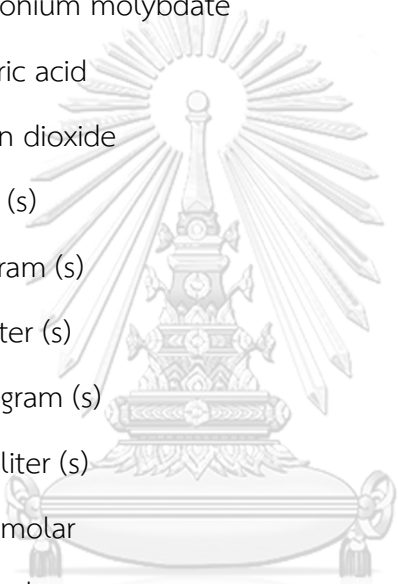 onium molybdate
ric acid
n dioxide
(s)
ram (s)
ter (s)
gram (s)
liter (s)
molar